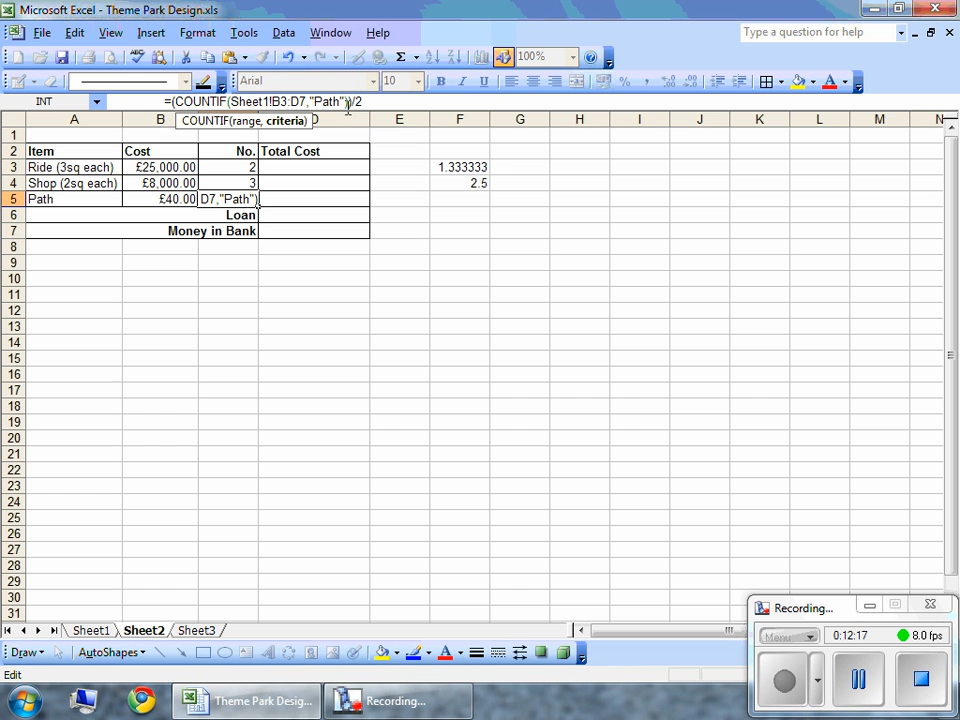 Microsoft Excel - Theme Park Design.xls
File Edit View Insert Format Tools Data Window Help
Type a question for help
100%
Arial 10
INT =(COUNTIF(Sheet1!B3:D7,"Path"))/2
COUNTIF(range, criteria)
A B E F G H I J K L M N
1
2 Item Cost No. Total Cost
3 Ride (3sq each) £25,000.00 2 1.333333
4 Shop (2sq each) £8,000.00 3 2.5
5 Path £40.00 D7,"Path")
6 Loan
7 Money in Bank
8
9
10
11
12
13
14
15
16
17
18
19
20
21
22
23
24
25
26
27
28
29
30
31
Recording...
Menu 0:12:17 8.0 fps
Sheet1 Sheet2 Sheet3
Draw AutoShapes
Edit
Theme Park Desig... Recording...